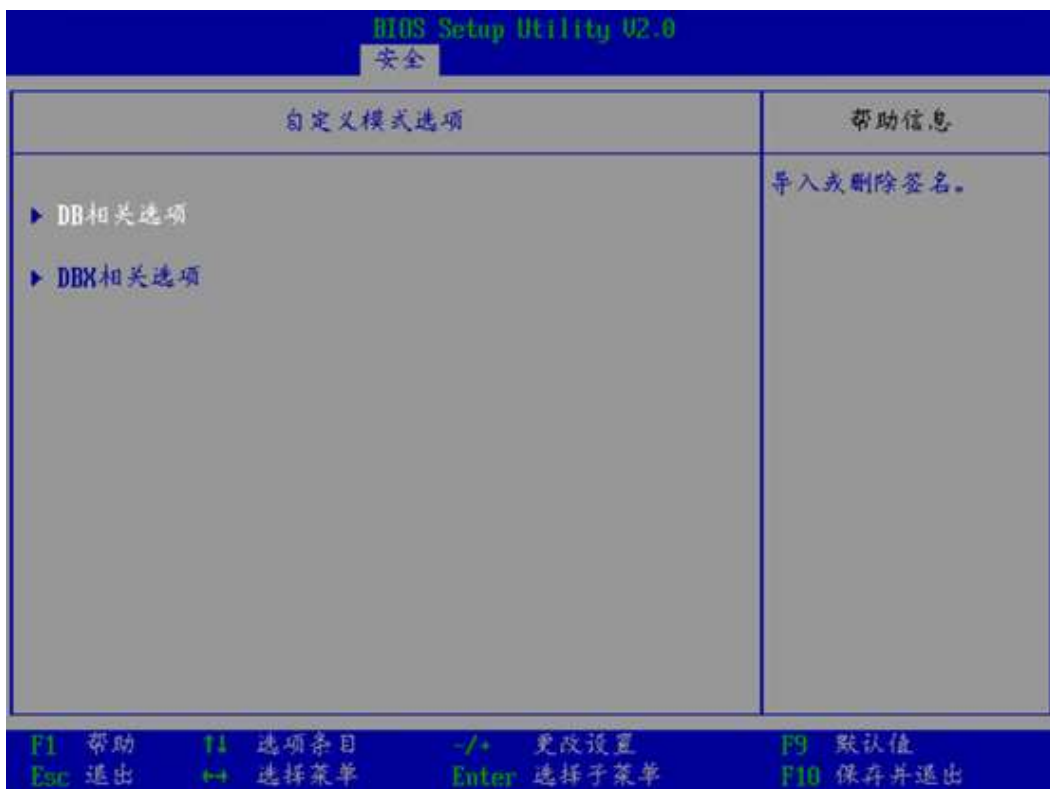 BIOS Setup Utility V2.0
安全
自定义模式选项
帮助信息
DB相关选项
DBX相关选项
导入或删除签名。
F1 帮助 ↑↓ 选项条目 -/+ 更改设置 F9 默认值
Esc 退出 ←→ 选择菜单 Enter 选择子菜单 F10 保存并退出